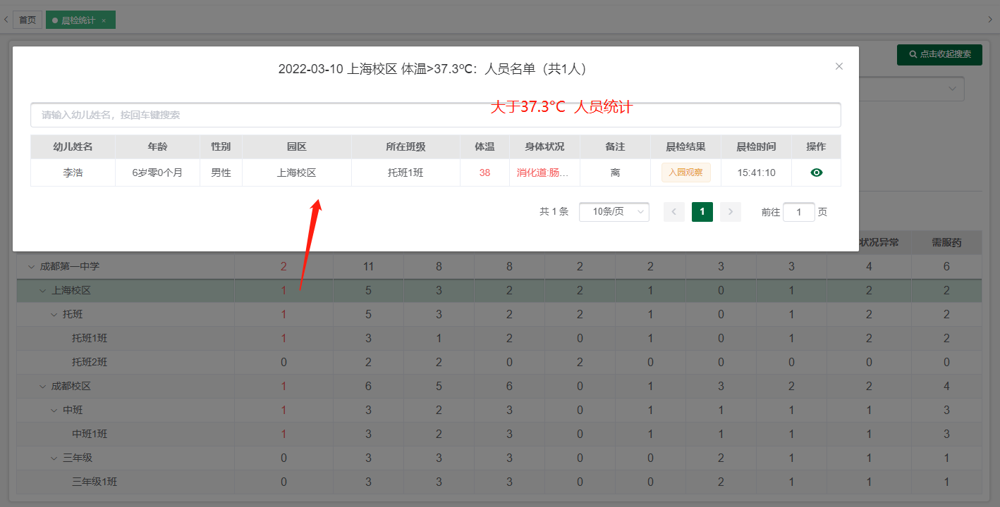 首页 晨检统计 ×
点击收起搜索
2022-03-10 上海校区 体温>37.3℃：人员名单（共1人）
大于37.3℃ 人员统计
请输入幼儿姓名，按回车键搜索
幼儿姓名 年龄 性别 园区 所在班级 体温 身体状况 备注 晨检结果 晨检时间 操作
李浩 6岁零0个月 男性 上海校区 托班1班 38 消化道:肠... 离 入园观察 15:41:10
共 1 条 10条/页 1 前往 1 页
状况异常 需服药
成都第一中学 2 11 8 8 2 2 3 3 4 6
上海校区 1 5 3 2 2 1 0 1 2 2
托班 1 5 3 2 2 1 0 1 2 2
托班1班 1 3 1 2 0 1 0 1 2 2
托班2班 0 2 2 0 2 0 0 0 0 0
成都校区 1 6 5 6 0 1 3 2 2 4
中班 1 3 2 3 0 1 1 1 1 3
中班1班 1 3 2 3 0 1 1 1 1 3
三年级 0 3 3 3 0 0 2 1 1 1
三年级1班 0 3 3 3 0 0 2 1 1 1